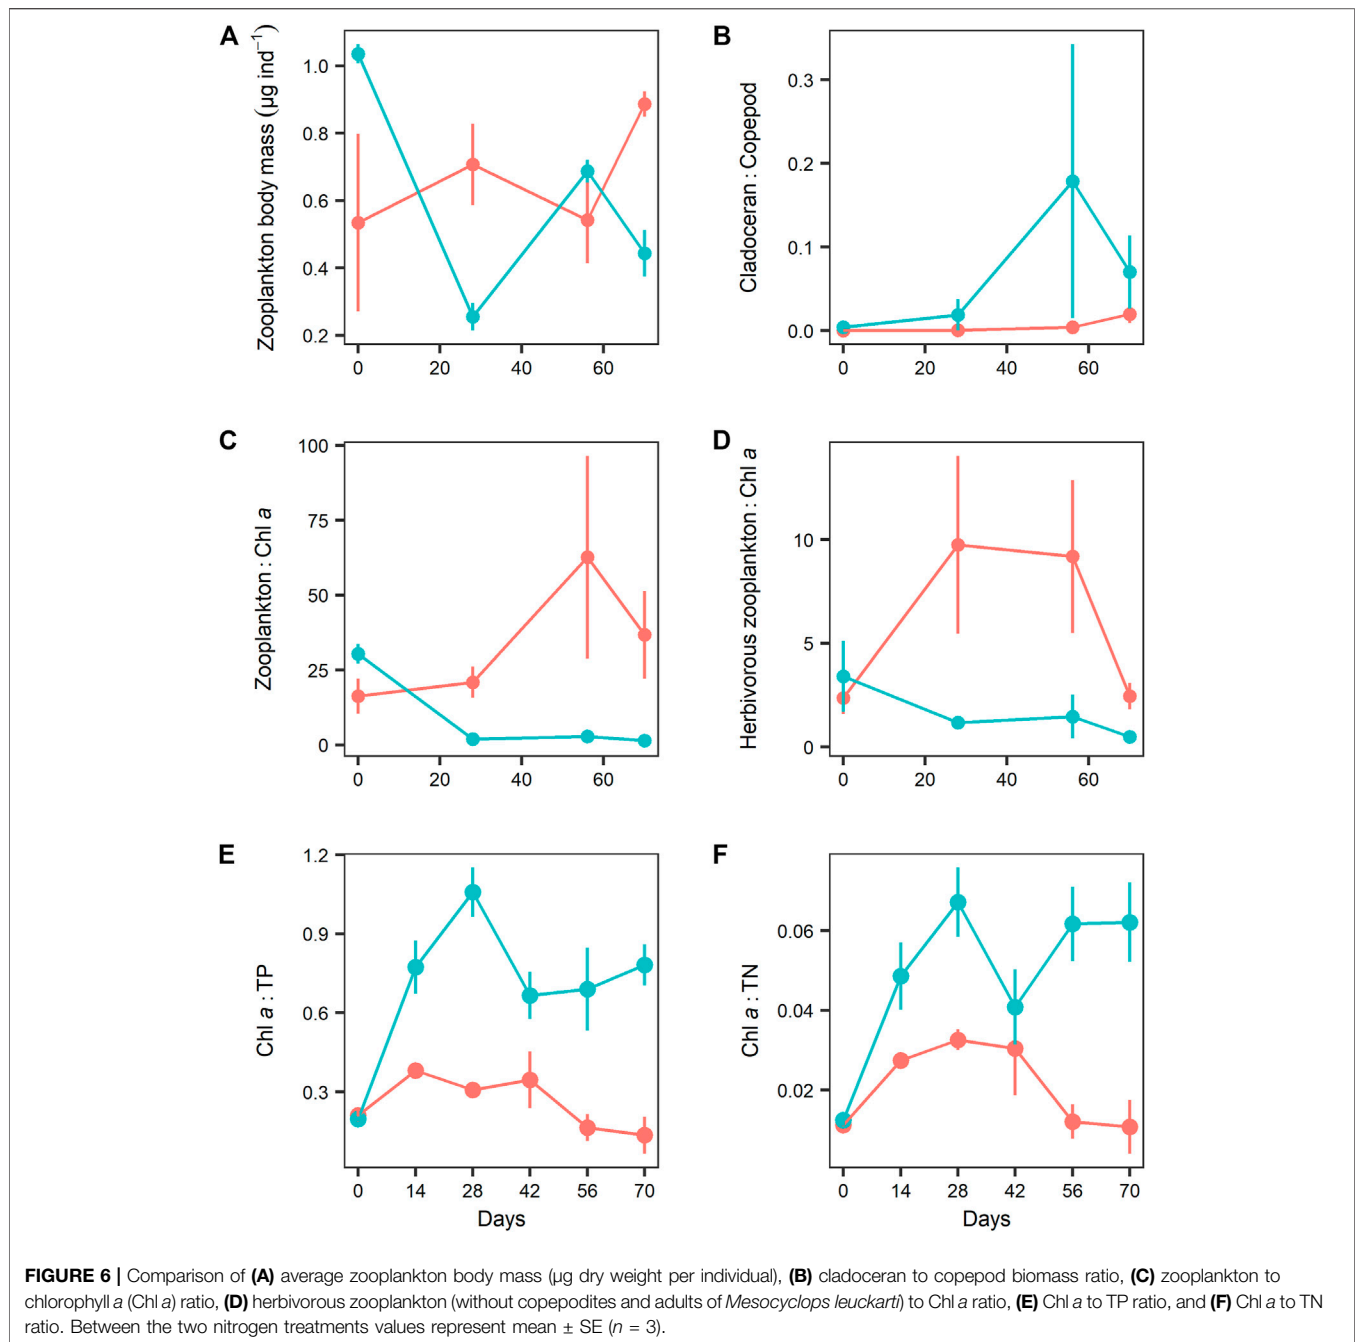 A
Zooplankton body mass (µg ind⁻¹)
1.0
0.8
0.6
0.4
0.2
0 20 40 60
B
Cladoceran : Copepod
0.3
0.2
0.1
0.0
0 20 40 60
C
Zooplankton : Chl a
100
75
50
25
0
0 20 40 60
D
Herbivorous zooplankton : Chl a
10
5
0
0 20 40 60
E
Chl a : TP
1.2
0.9
0.6
0.3
0 14 28 42 56 70
Days
F
Chl a : TN
0.06
0.04
0.02
0 14 28 42 56 70
Days
FIGURE 6 | Comparison of (A) average zooplankton body mass (µg dry weight per individual), (B) cladoceran to copepod biomass ratio, (C) zooplankton to
chlorophyll a (Chl a) ratio, (D) herbivorous zooplankton (without copepodites and adults of Mesocyclops leuckarti) to Chl a ratio, (E) Chl a to TP ratio, and (F) Chl a to TN
ratio. Between the two nitrogen treatments values represent mean ± SE (n = 3).